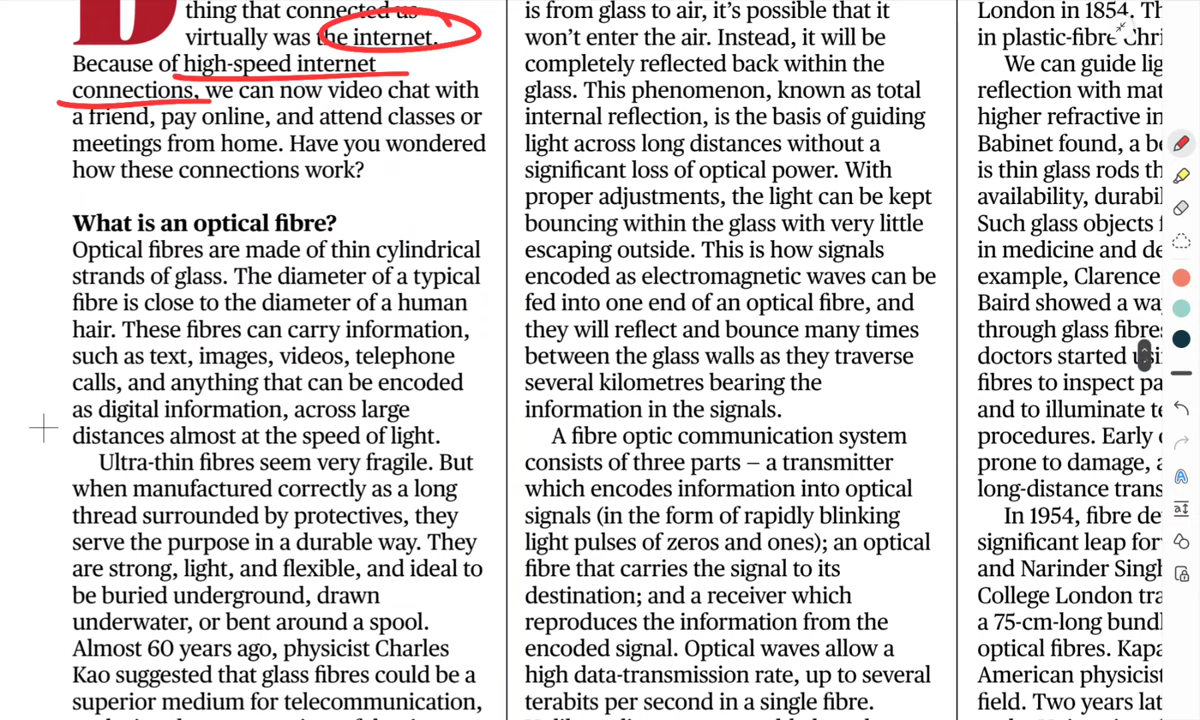 D
thing that connected us
virtually was the internet.
Because of high-speed internet
connections, we can now video chat with
a friend, pay online, and attend classes or
meetings from home. Have you wondered
how these connections work?
What is an optical fibre?
Optical fibres are made of thin cylindrical
strands of glass. The diameter of a typical
fibre is close to the diameter of a human
hair. These fibres can carry information,
such as text, images, videos, telephone
calls, and anything that can be encoded
as digital information, across large
distances almost at the speed of light.
Ultra-thin fibres seem very fragile. But
when manufactured correctly as a long
thread surrounded by protectives, they
serve the purpose in a durable way. They
are strong, light, and flexible, and ideal to
be buried underground, drawn
underwater, or bent around a spool.
Almost 60 years ago, physicist Charles
Kao suggested that glass fibres could be a
superior medium for telecommunication,
is from glass to air, it’s possible that it
won’t enter the air. Instead, it will be
completely reflected back within the
glass. This phenomenon, known as total
internal reflection, is the basis of guiding
light across long distances without a
significant loss of optical power. With
proper adjustments, the light can be kept
bouncing within the glass with very little
escaping outside. This is how signals
encoded as electromagnetic waves can be
fed into one end of an optical fibre, and
they will reflect and bounce many times
between the glass walls as they traverse
several kilometres bearing the
information in the signals.
A fibre optic communication system
consists of three parts – a transmitter
which encodes information into optical
signals (in the form of rapidly blinking
light pulses of zeros and ones); an optical
fibre that carries the signal to its
destination; and a receiver which
reproduces the information from the
encoded signal. Optical waves allow a
high data-transmission rate, up to several
terabits per second in a single fibre.
London in 1854. Th
in plastic-fibre Chri
We can guide lig
reflection with mat
higher refractive in
Babinet found, a be
is thin glass rods th
availability, durabil
Such glass objects f
in medicine and de
example, Clarence
Baird showed a wa
through glass fibres
doctors started usi
fibres to inspect pa
and to illuminate te
procedures. Early
prone to damage, a
long-distance trans
In 1954, fibre de
significant leap for
and Narinder Singh
College London tra
a 75-cm-long bundl
optical fibres. Kapa
American physicist
field. Two years lat